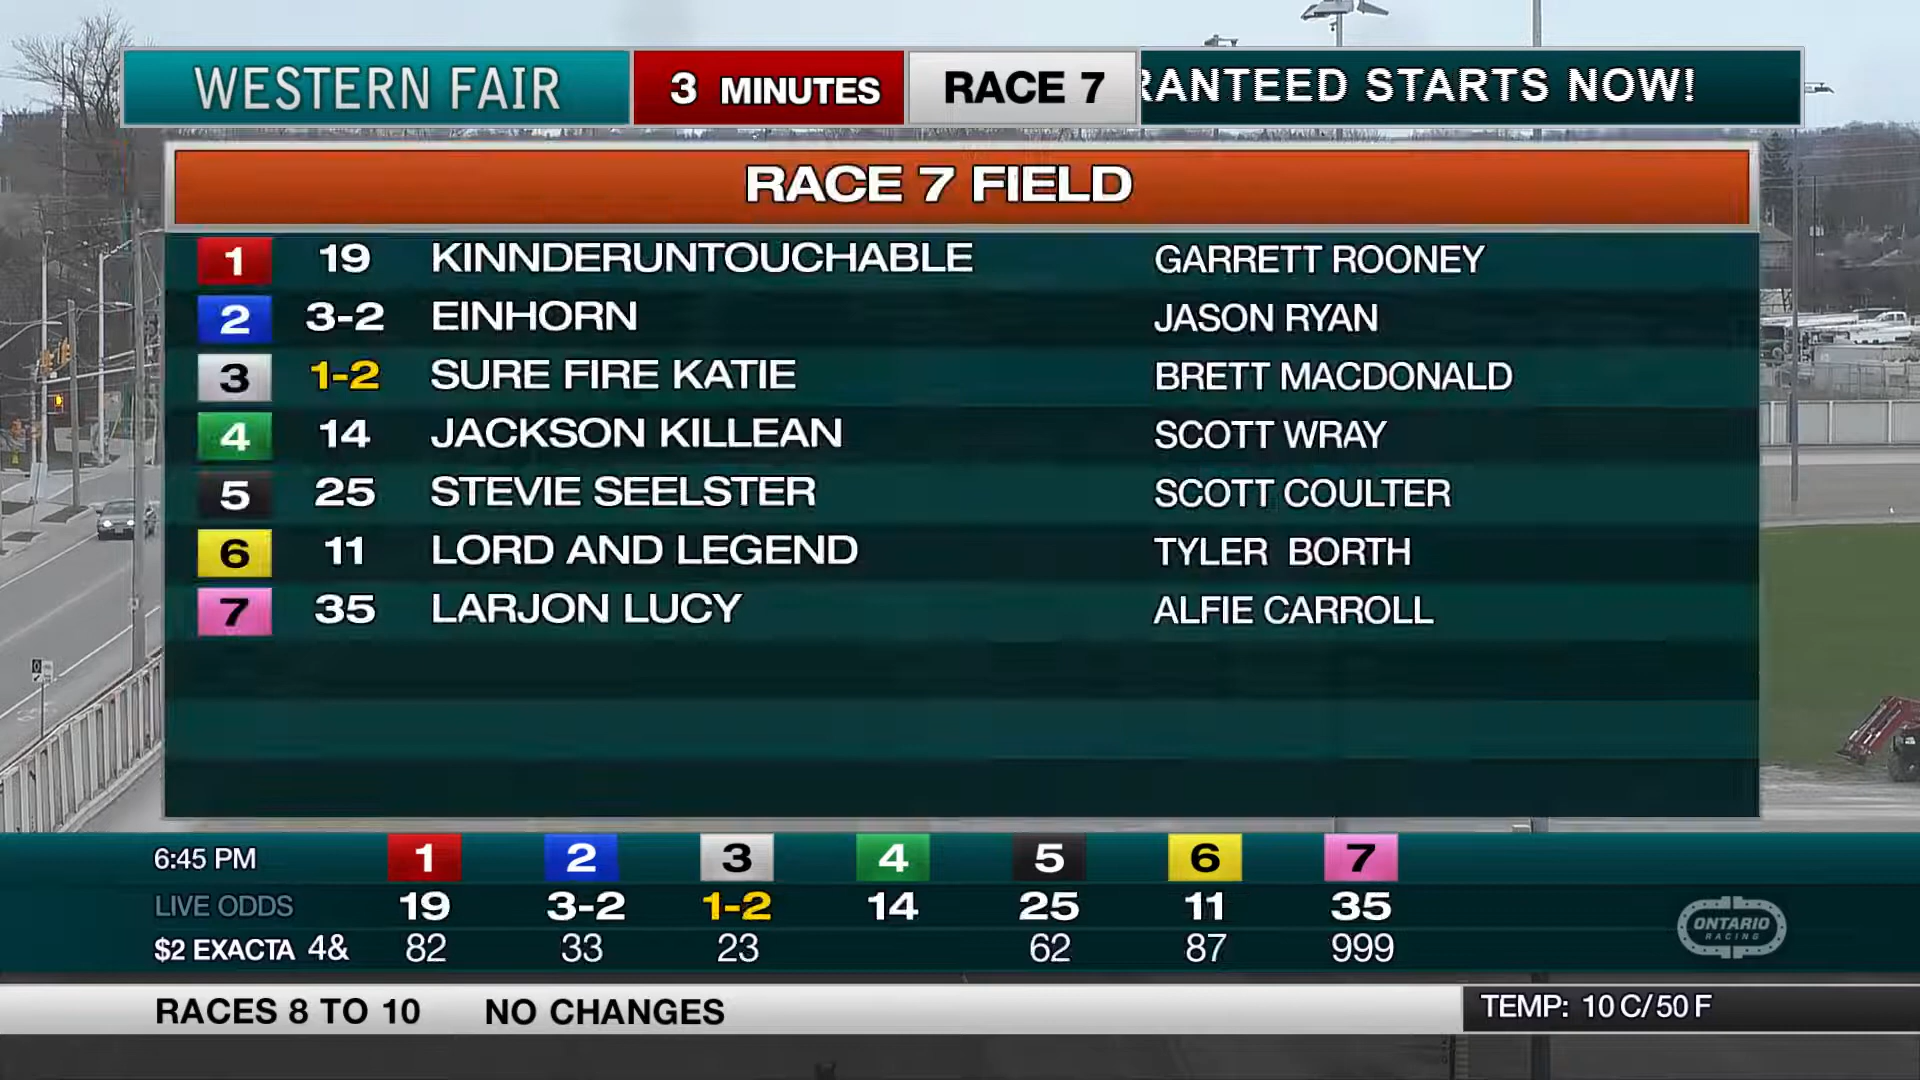 WESTERN FAIR 3 MINUTES RACE 7 RANTEED STARTS NOW!
RACE 7 FIELD
1 19 KINNDERUNTOUCHABLE GARRETT ROONEY
2 3-2 EINHORN JASON RYAN
3 1-2 SURE FIRE KATIE BRETT MACDONALD
4 14 JACKSON KILLEAN SCOTT WRAY
5 25 STEVIE SEELSTER SCOTT COULTER
6 11 LORD AND LEGEND TYLER BORTH
7 35 LARJON LUCY ALFIE CARROLL
6:45 PM 1 2 3 4 5 6 7
LIVE ODDS 19 3-2 1-2 14 25 11 35
$2 EXACTA 4& 82 33 23 62 87 999
ONTARIO
RACING
RACES 8 TO 10 NO CHANGES TEMP: 10 C/50 F